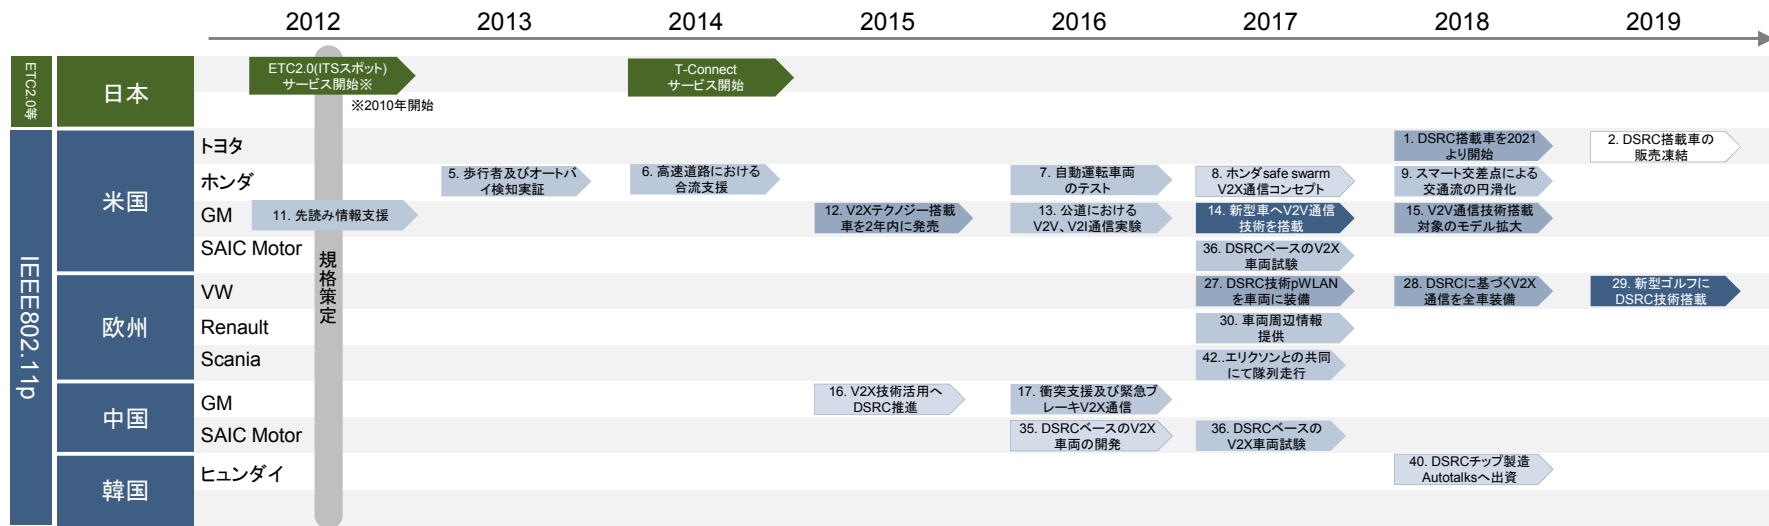 2012
2013
2014
2015
2016
2017
2018
2019
ETC2.0等
日本
ETC2.0(ITSスポット)
サービス開始※
※2010年開始
T-Connect
サービス開始
IEEE802.11p
規格策定
米国
トヨタ
1. DSRC搭載車を2021
より開始
2. DSRC搭載車の
販売凍結
ホンダ
5. 歩行者及びオートバ
イ検知実証
6. 高速道路における
合流支援
7. 自動運転車両
のテスト
8. ホンダsafe swarm
V2X通信コンセプト
9. スマート交差点による
交通流の円滑化
GM
11. 先読み情報支援
12. V2Xテクノジー搭載
車を2年内に発売
13. 公道における
V2V、V2I通信実験
14. 新型車へV2V通信
技術を搭載
15. V2V通信技術搭載
対象のモデル拡大
SAIC Motor
36. DSRCベースのV2X
車両試験
欧州
VW
27. DSRC技術pWLAN
を車両に装備
28. DSRCに基づくV2X
通信を全車装備
29. 新型ゴルフに
DSRC技術搭載
Renault
30. 車両周辺情報
提供
Scania
42..エリクソンとの共同
にて隊列走行
中国
GM
16. V2X技術活用へ
DSRC推進
17. 衝突支援及び緊急ブ
レーキV2X通信
SAIC Motor
35. DSRCベースのV2X
車両の開発
36. DSRCベースの
V2X車両試験
韓国
ヒュンダイ
40. DSRCチップ製造
Autotalksへ出資